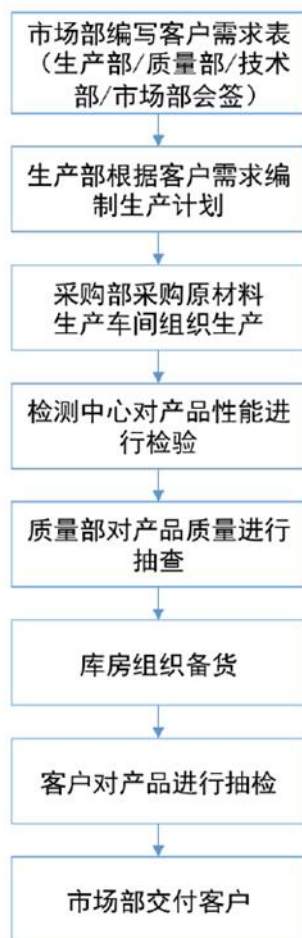 市场部编写客户需求表
（生产部/质量部/技术
部/市场部会签）
生产部根据客户需求编
制生产计划
采购部采购原材料
生产车间组织生产
检测中心对产品性能进
行检验
质量部对产品质量进行
抽查
库房组织备货
客户对产品进行抽检
市场部交付客户